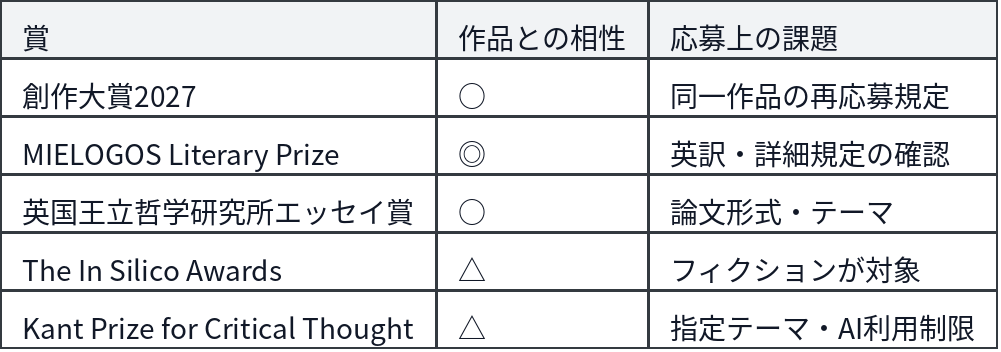 賞 作品との相性 応募上の課題
創作大賞2027 ○ 同一作品の再応募規定
MIELOGOS Literary Prize ◎ 英訳・詳細規定の確認
英国王立哲学研究所エッセイ賞 ○ 論文形式・テーマ
The In Silico Awards △ フィクションが対象
Kant Prize for Critical Thought △ 指定テーマ・AI利用制限